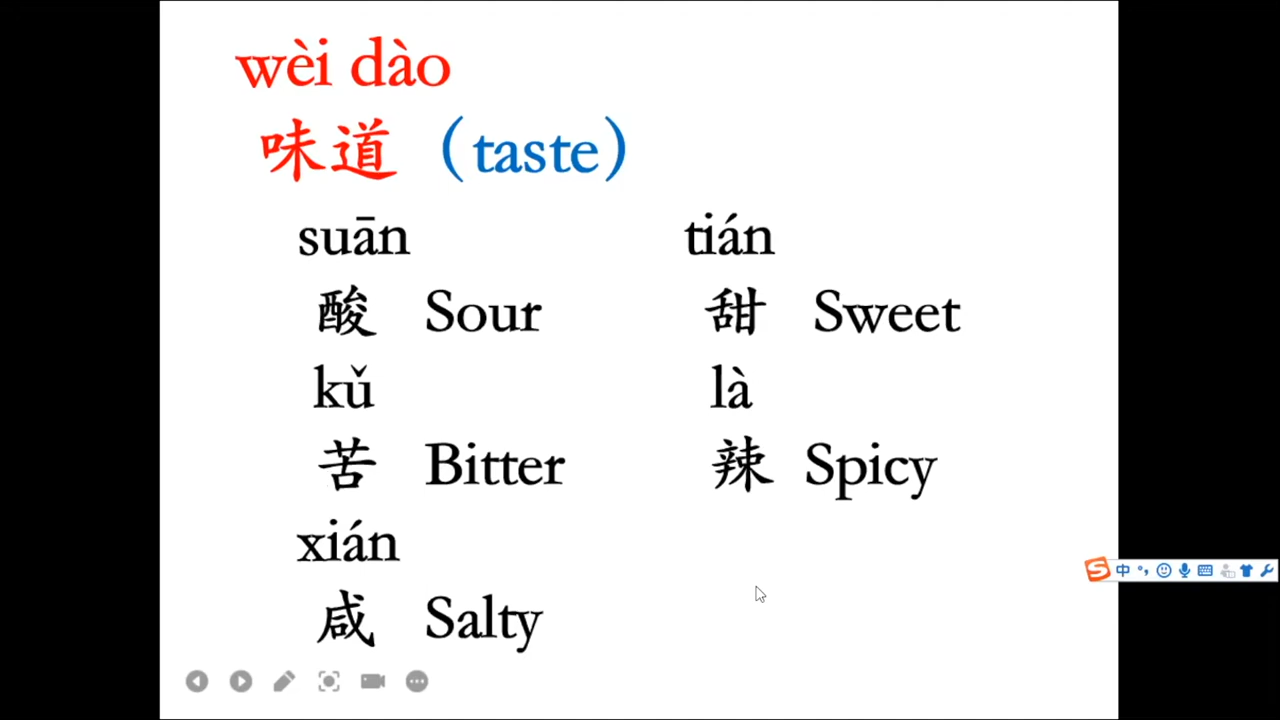 wèi dào
味道（taste）
suān tián
酸 Sour 甜 Sweet
kǔ là
苦 Bitter 辣 Spicy
xián
咸 Salty
中